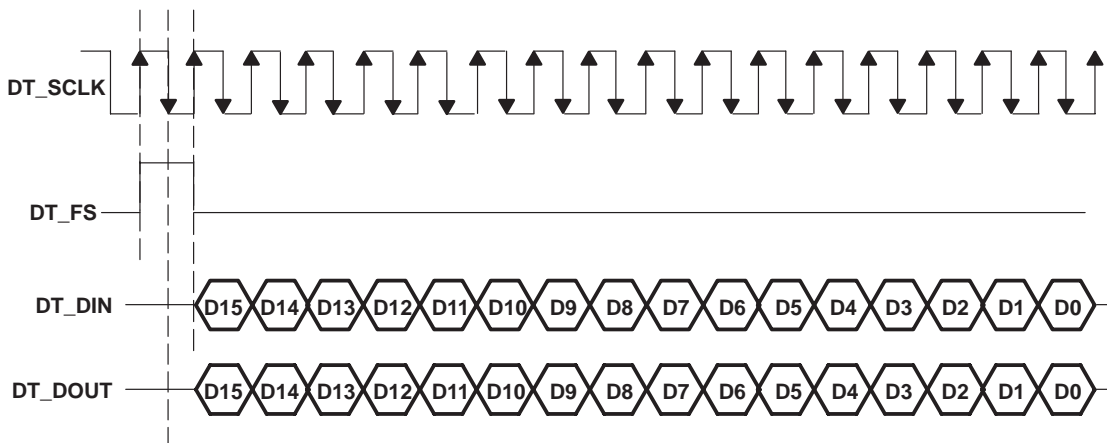 DT_SCLK
DT_FS
DT_DIN D15 D14 D13 D12 D11 D10 D9 D8 D7 D6 D5 D4 D3 D2 D1 D0
DT_DOUT D15 D14 D13 D12 D11 D10 D9 D8 D7 D6 D5 D4 D3 D2 D1 D0